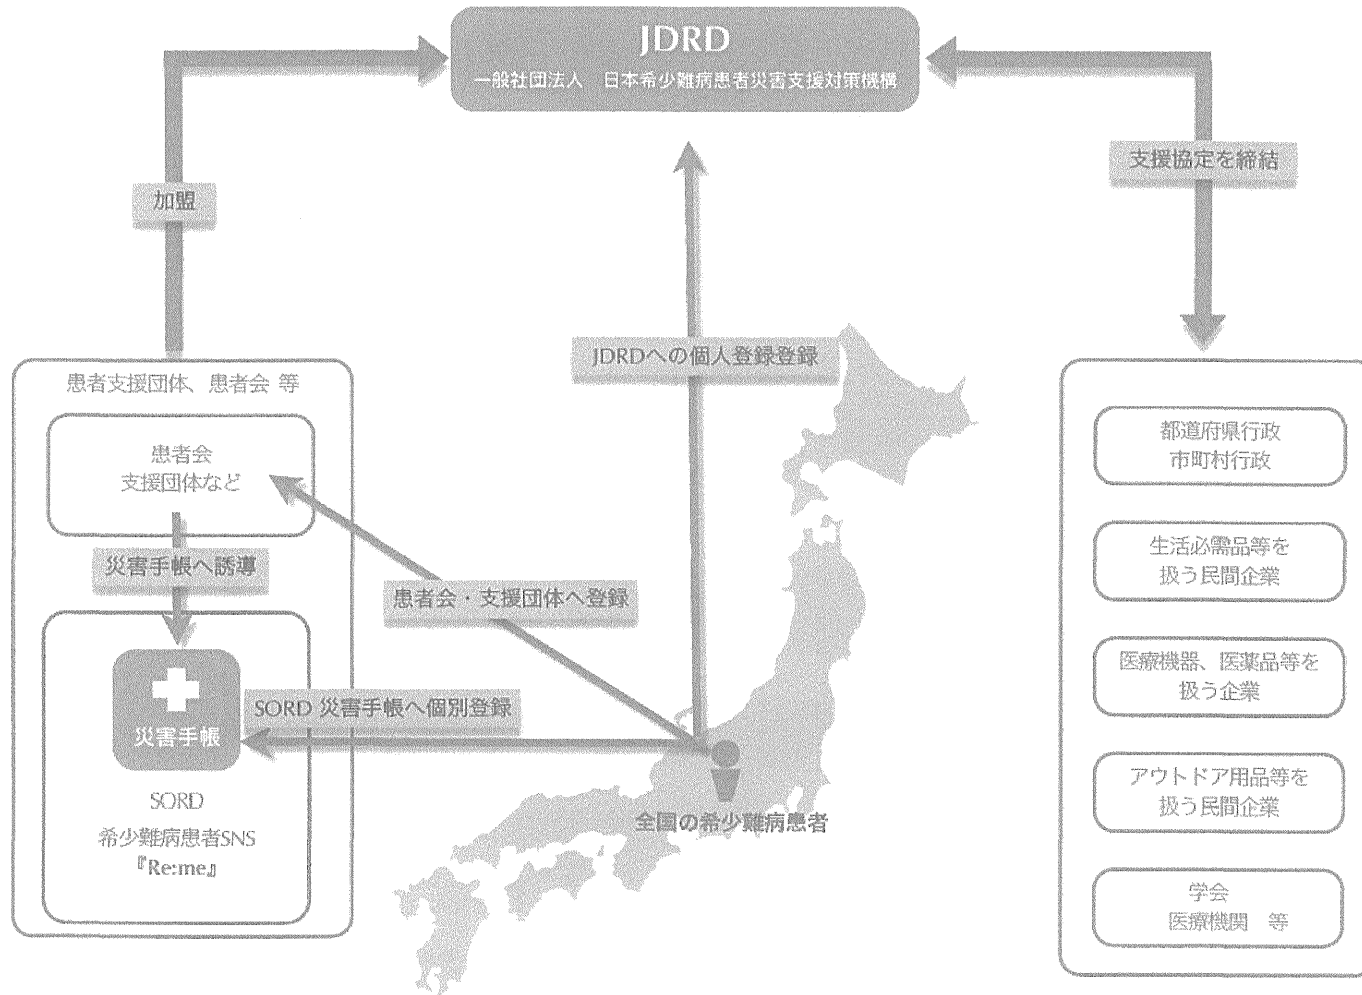 JDRD
一般社団法人　日本希少難病患者災害支援対策機構
加盟
支援協定を締結
JDRDへの個人登録登録
患者支援団体、患者会 等
患者会
支援団体など
災害手帳へ誘導
患者会・支援団体へ登録
SORD 災害手帳へ個別登録
災害手帳
SORD
希少難病患者SNS
『Re:me』
全国の希少難病患者
都道府県行政
市町村行政
生活必需品等を
扱う民間企業
医療機器、医薬品等を
扱う企業
アウトドア用品等を
扱う民間企業
学会
医療機関　等